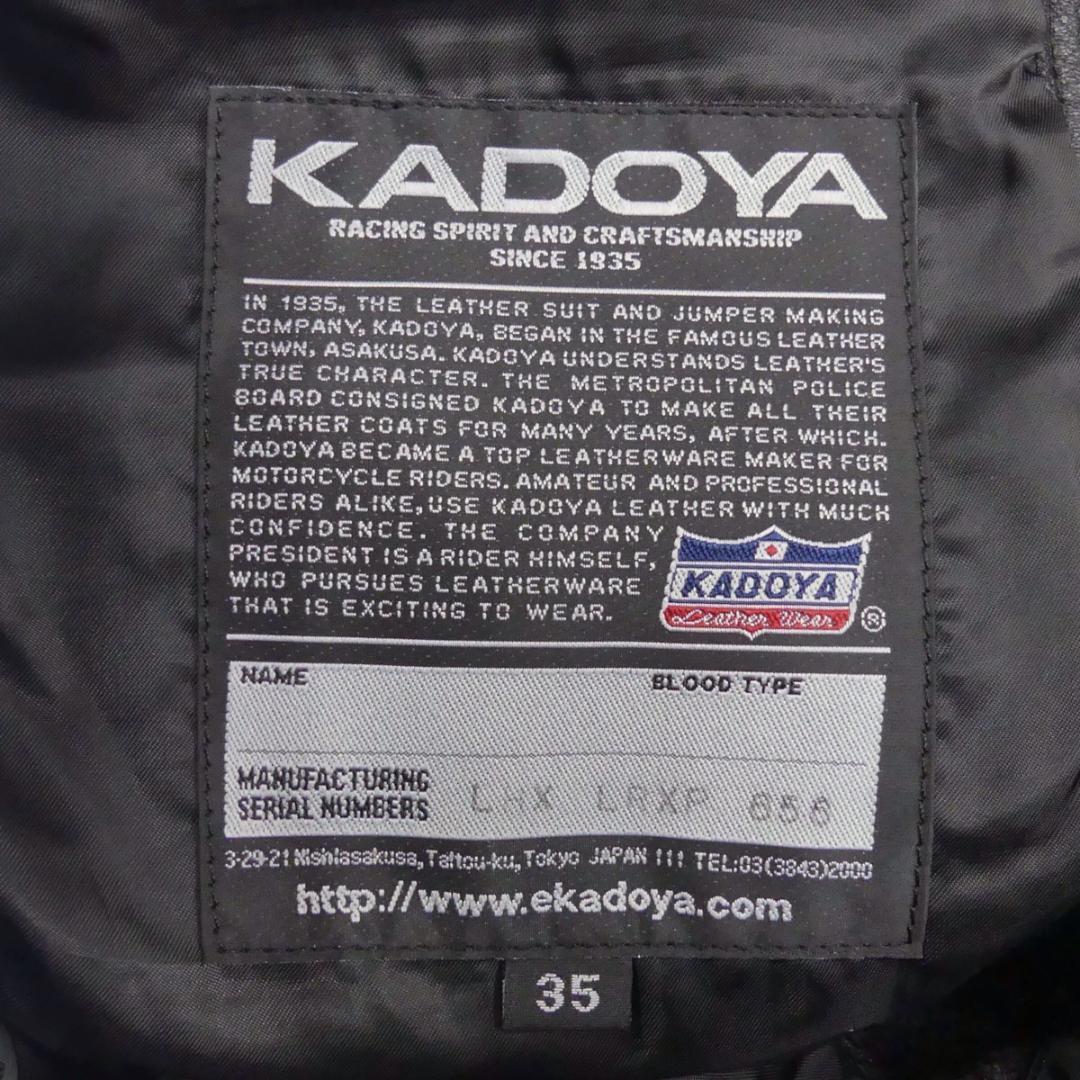 KADOYA
RACING SPIRIT AND CRAFTSMANSHIP
SINCE 1935
IN 1935, THE LEATHER SUIT AND JUMPER MAKING
COMPANY, KADOYA, BEGAN IN THE FAMOUS LEATHER
TOWN, ASAKUSA. KADOYA UNDERSTANDS LEATHER'S
TRUE CHARACTER. THE METROPOLITAN POLICE
BOARD CONSIGNED KADOYA TO MAKE ALL THEIR
LEATHER COATS FOR MANY YEARS, AFTER WHICH.
KADOYA BECAME A TOP LEATHERWARE MAKER FOR
MOTORCYCLE RIDERS. AMATEUR AND PROFESSIONAL
RIDERS ALIKE, USE KADOYA LEATHER WITH MUCH
CONFIDENCE. THE COMPANY
PRESIDENT IS A RIDER HIMSELF,
WHO PURSUES LEATHERWARE
THAT IS EXCITING TO WEAR.
KADOYA
Leather Wear ®
NAME BLOOD TYPE
MANUFACTURING
SERIAL NUMBERS 656
3-29-21 Nishiasakusa, Taitou-ku, Tokyo JAPAN 111 TEL:03(3843)2000
http://www.ekadoya.com
35